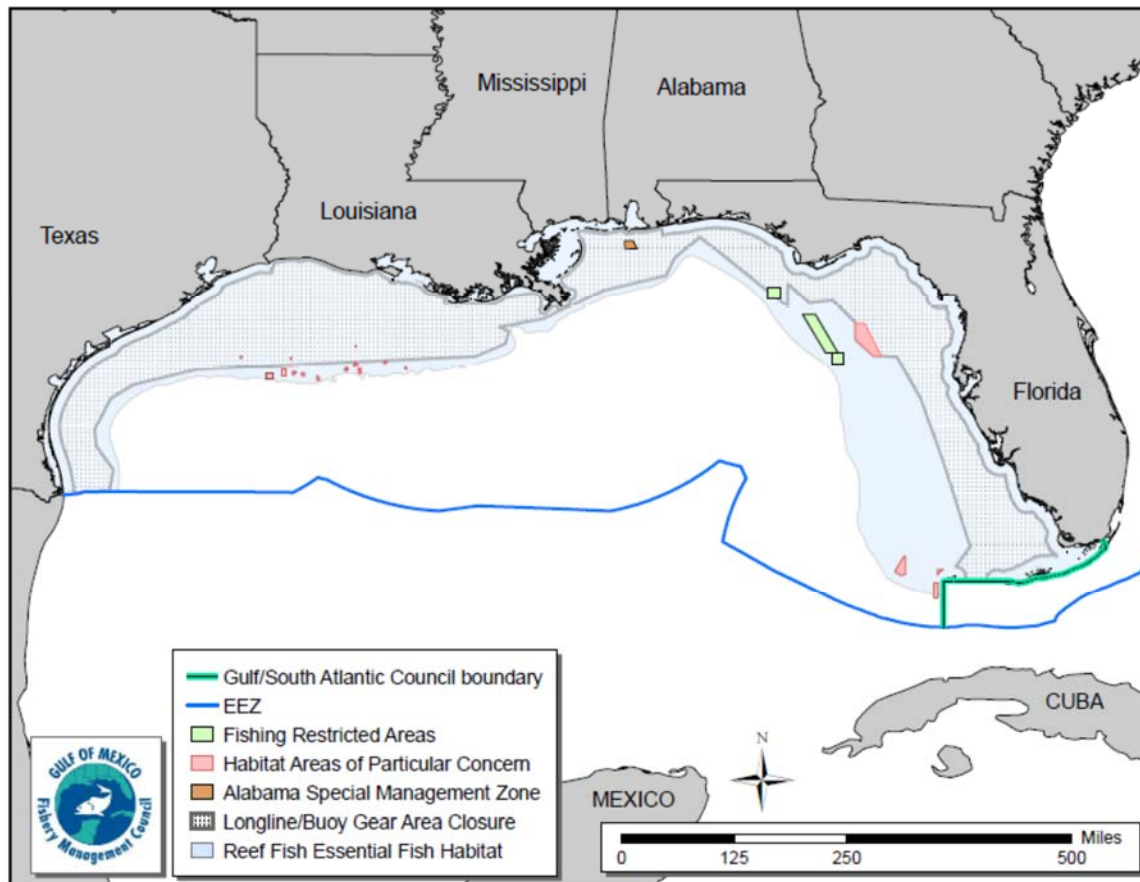 Mississippi
Alabama
Louisiana
Texas
Florida
Gulf/South Atlantic Council boundary
EEZ
Fishing Restricted Areas
Habitat Areas of Particular Concern
Alabama Special Management Zone
Longline/Buoy Gear Area Closure
Reef Fish Essential Fish Habitat
GULF OF MEXICO
Fishery Management Council
N
CUBA
MEXICO
Miles
0 125 250 500